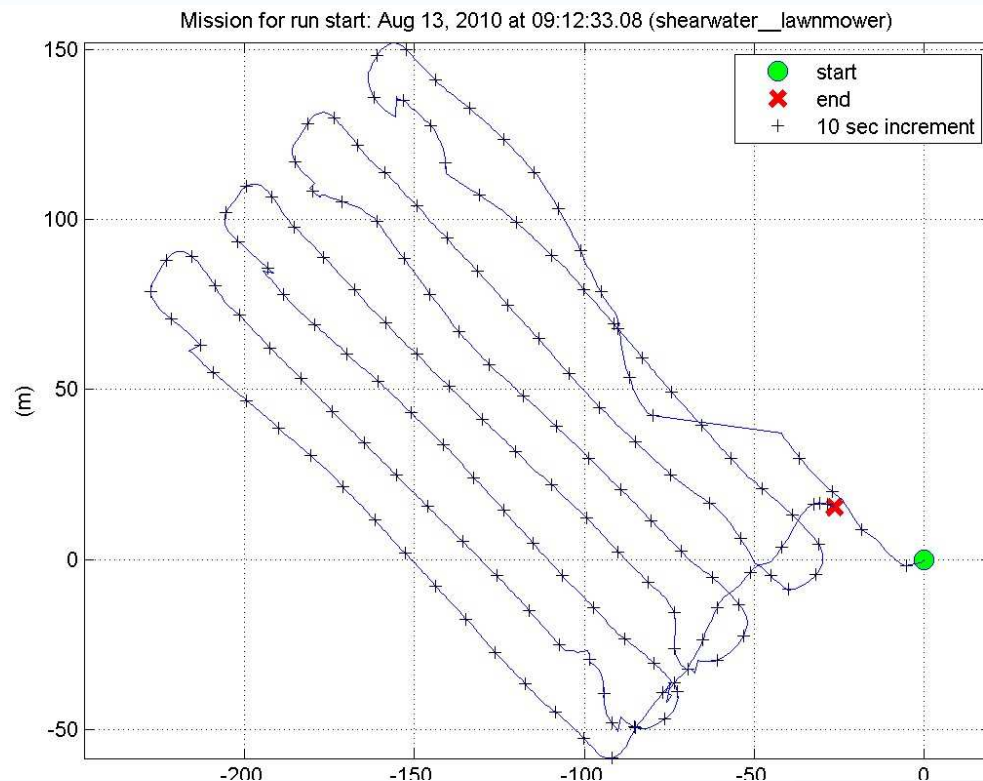 Mission for run start: Aug 13, 2010 at 09:12:33.08 (shearwater__lawnmower)
150
start
end
10 sec increment
100
50
(m)
0
-50
-200
-150
-100
-50
0